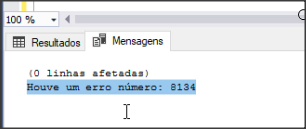 100 %
Resultados Mensagens
(0 linhas afetadas)
Houve um erro número: 8134